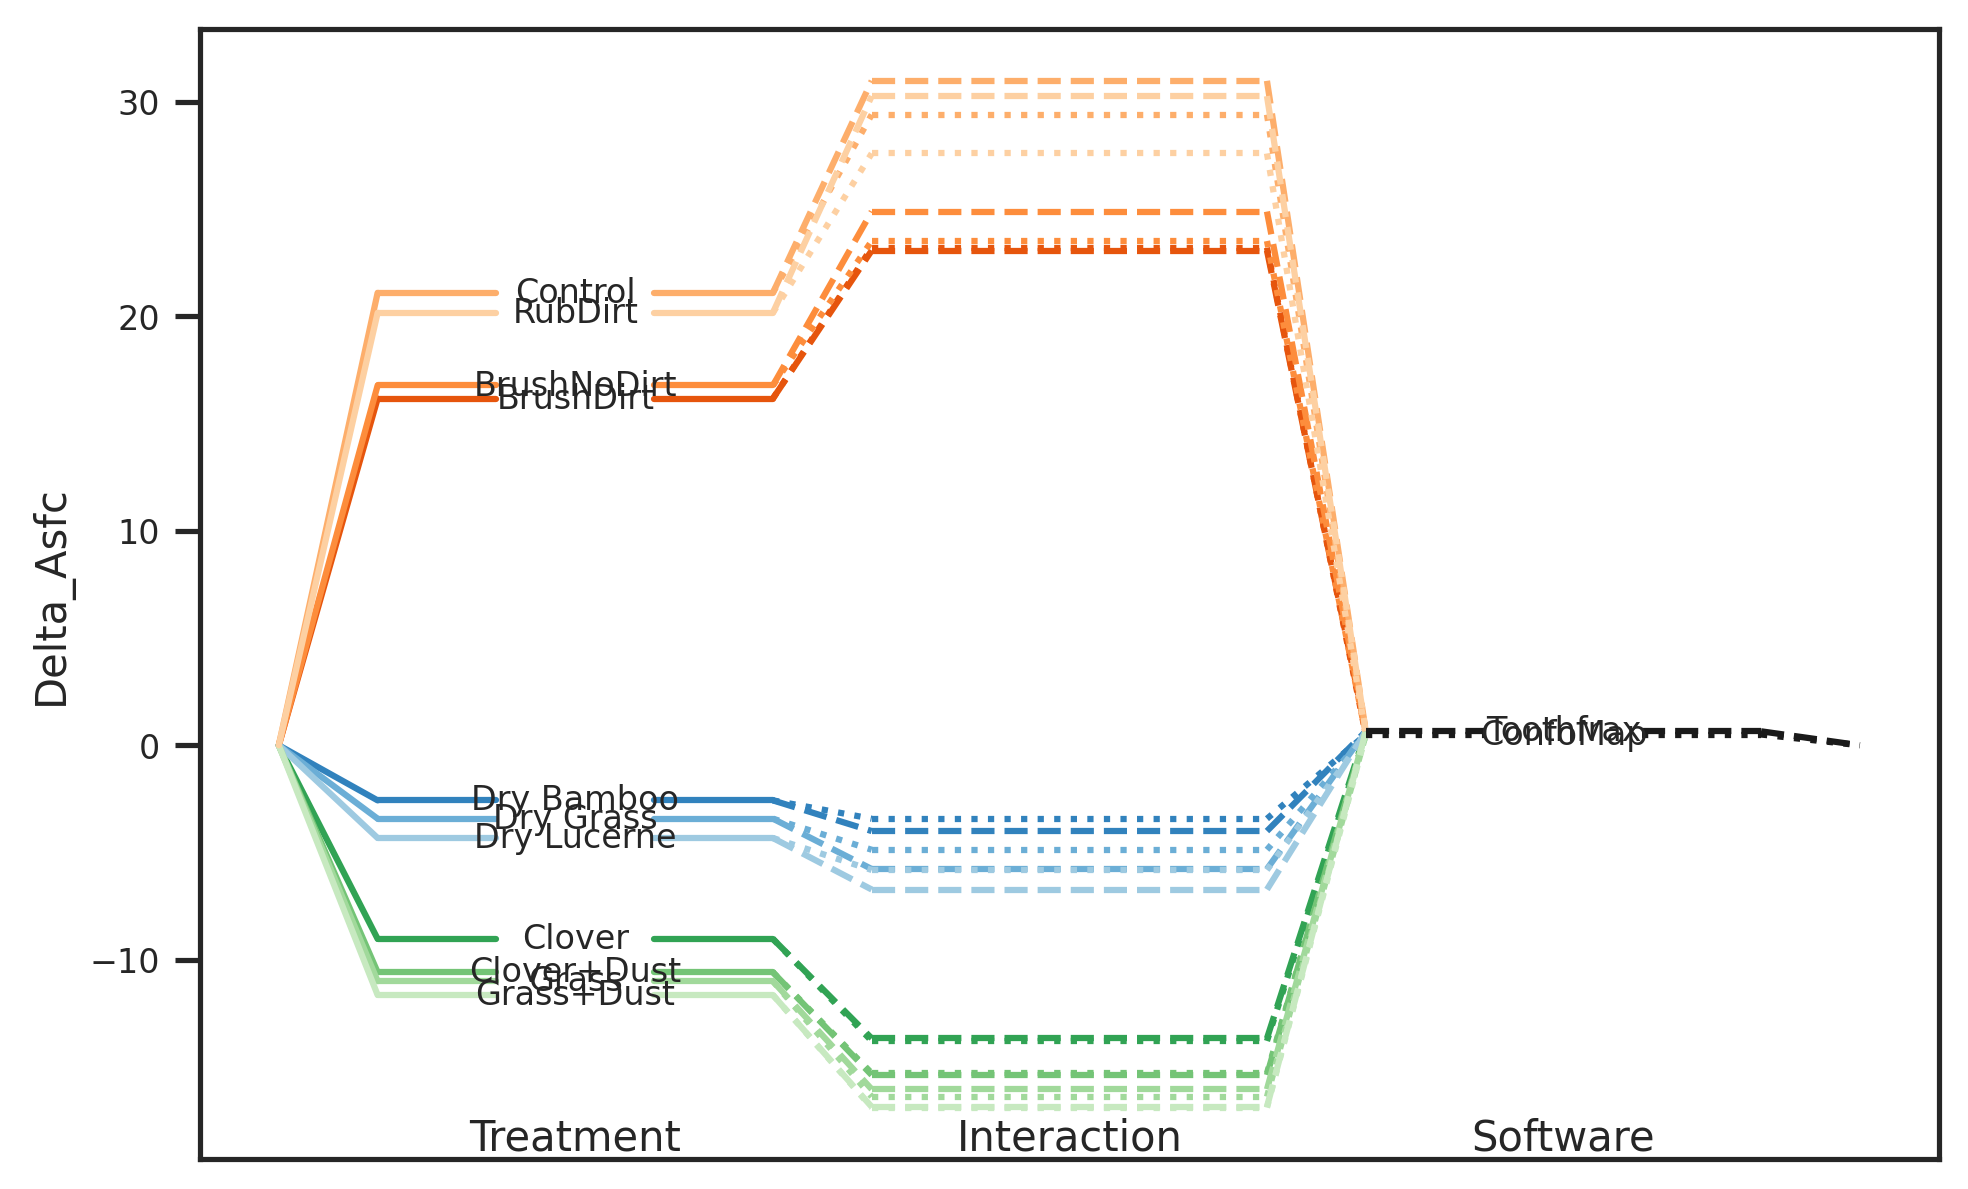 30
20
10
0
−10
Delta_Asfc
Control
RubDirt
BrushNoDirt
BrushDirt
Dry Bamboo
Dry Grass
Dry Lucerne
Clover
Clover+Dust
Grass
Grass+Dust
Toothfrax
ConfoMap
Treatment
Interaction
Software